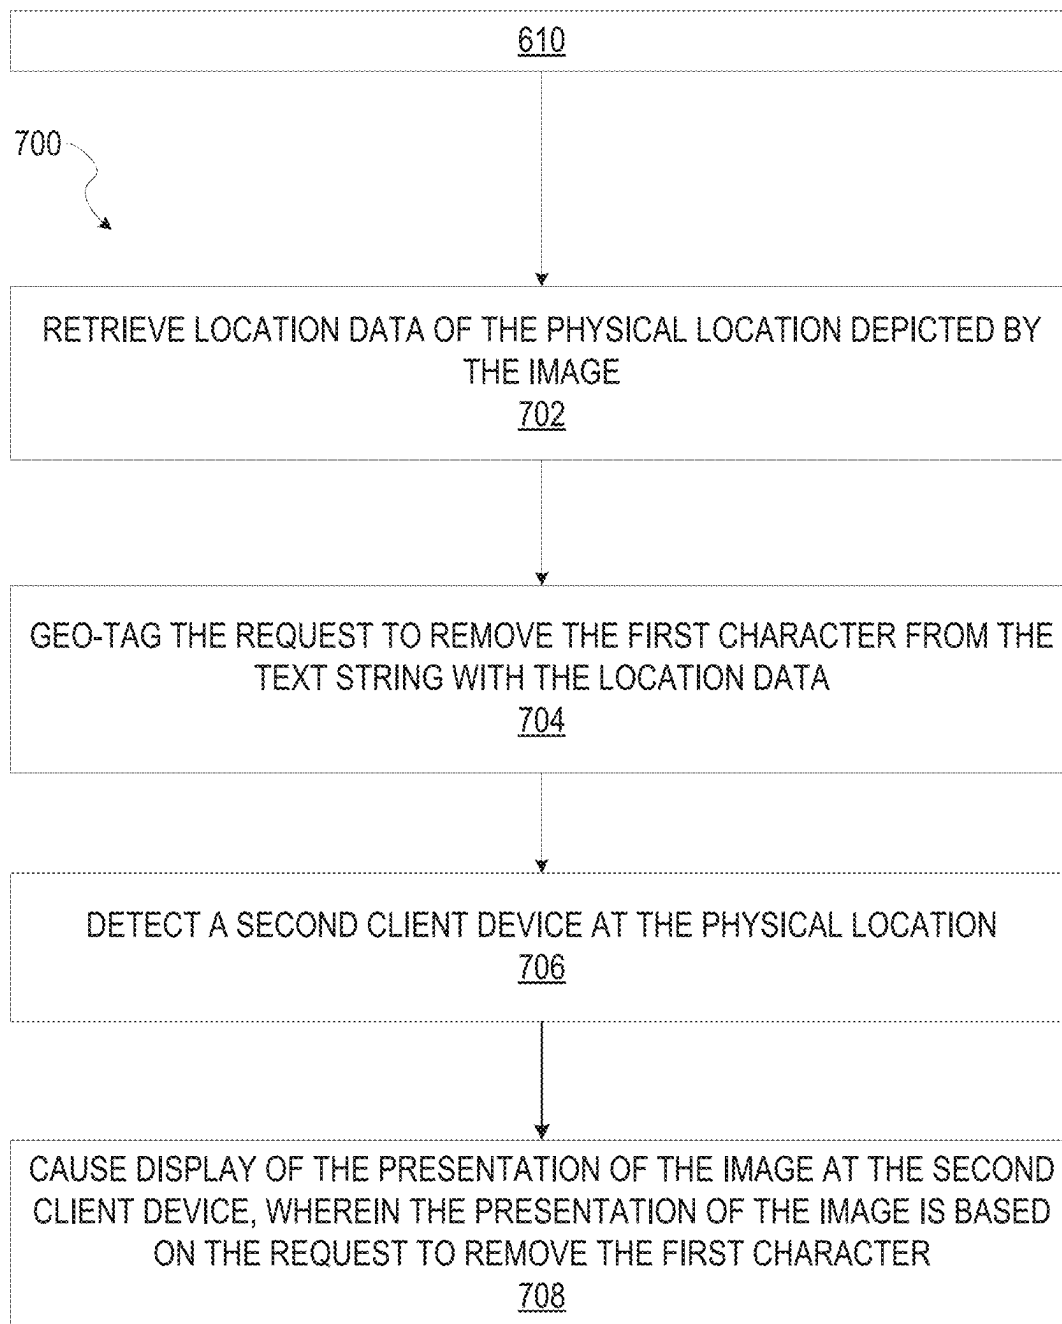 610
700
RETRIEVE LOCATION DATA OF THE PHYSICAL LOCATION DEPICTED BY
THE IMAGE
702
GEO-TAG THE REQUEST TO REMOVE THE FIRST CHARACTER FROM THE
TEXT STRING WITH THE LOCATION DATA
704
DETECT A SECOND CLIENT DEVICE AT THE PHYSICAL LOCATION
706
CAUSE DISPLAY OF THE PRESENTATION OF THE IMAGE AT THE SECOND
CLIENT DEVICE, WHEREIN THE PRESENTATION OF THE IMAGE IS BASED
ON THE REQUEST TO REMOVE THE FIRST CHARACTER
708